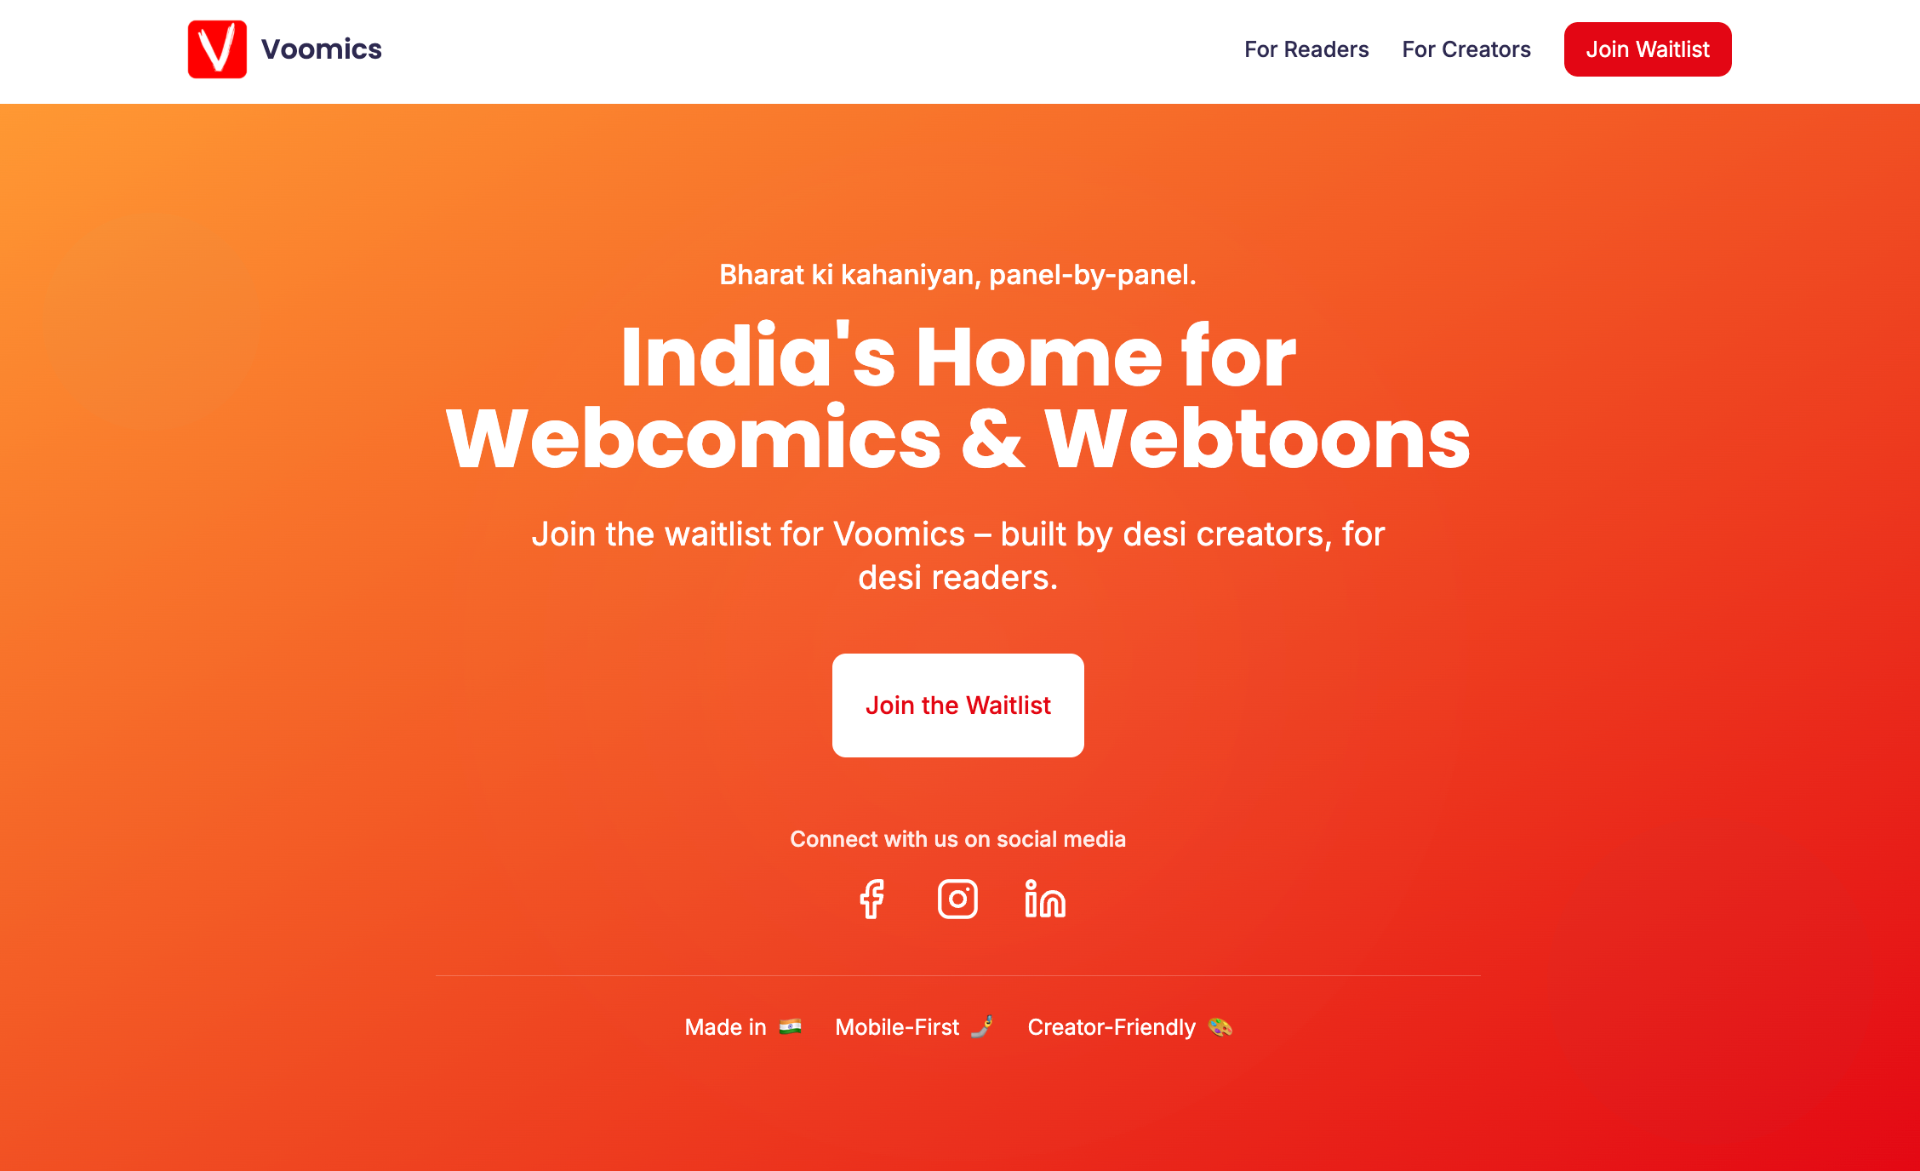 Voomics
For Readers
For Creators
Join Waitlist
Bharat ki kahaniyan, panel-by-panel.
India's Home for
Webcomics & Webtoons
Join the waitlist for Voomics – built by desi creators, for
desi readers.
Join the Waitlist
Connect with us on social media
Made in 🇮🇳
Mobile-First 🤳
Creator-Friendly 🎨